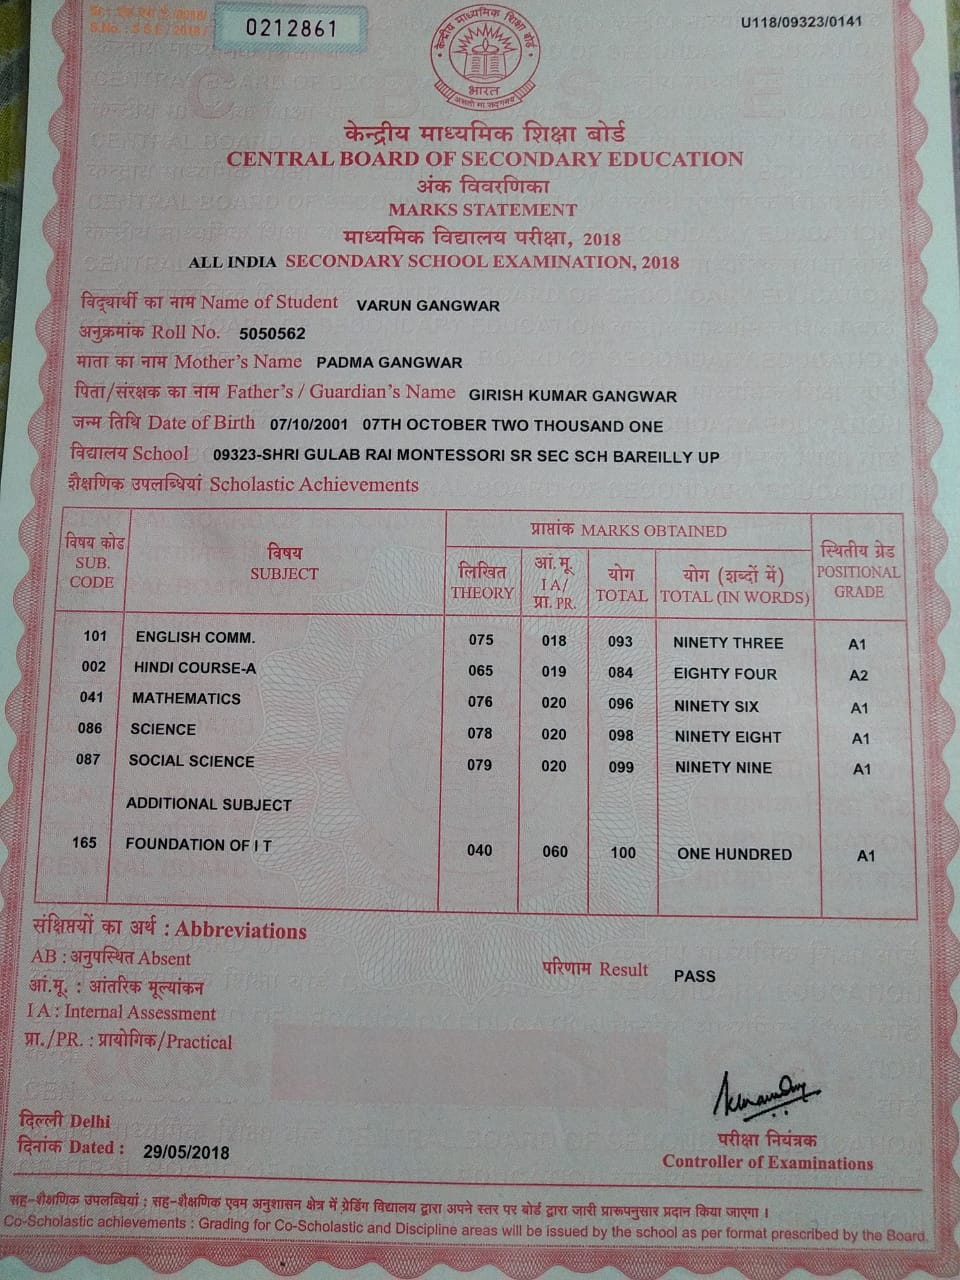 S.No. : S S E / 2018 /
0212861
U118/09323/0141
केन्द्रीय माध्यमिक शिक्षा बोर्ड
भारत
असतो मा सद्गमय
केन्द्रीय माध्यमिक शिक्षा बोर्ड
CENTRAL BOARD OF SECONDARY EDUCATION
अंक विवरणिका
MARKS STATEMENT
माध्यमिक विद्यालय परीक्षा, 2018
ALL INDIA SECONDARY SCHOOL EXAMINATION, 2018
विद्यार्थी का नाम Name of Student VARUN GANGWAR
अनुक्रमांक Roll No. 5050562
माता का नाम Mother's Name PADMA GANGWAR
पिता/संरक्षक का नाम Father's / Guardian's Name GIRISH KUMAR GANGWAR
जन्म तिथि Date of Birth 07/10/2001 07TH OCTOBER TWO THOUSAND ONE
विद्यालय School 09323-SHRI GULAB RAI MONTESSORI SR SEC SCH BAREILLY UP
शैक्षणिक उपलब्धियां Scholastic Achievements
विषय कोड SUB. CODE विषय SUBJECT प्राप्तांक MARKS OBTAINED स्थितीय ग्रेड POSITIONAL GRADE
लिखित THEORY आं.मू. I A/ प्रा. PR. योग TOTAL योग (शब्दों में) TOTAL (IN WORDS)
101 ENGLISH COMM. 075 018 093 NINETY THREE A1
002 HINDI COURSE-A 065 019 084 EIGHTY FOUR A2
041 MATHEMATICS 076 020 096 NINETY SIX A1
086 SCIENCE 078 020 098 NINETY EIGHT A1
087 SOCIAL SCIENCE 079 020 099 NINETY NINE A1
ADDITIONAL SUBJECT
165 FOUNDATION OF I T 040 060 100 ONE HUNDRED A1
संक्षिप्तियों का अर्थ : Abbreviations
AB : अनुपस्थित Absent
परिणाम Result PASS
आं.मू. : आंतरिक मूल्यांकन
I A : Internal Assessment
प्रा./PR. : प्रायोगिक/Practical
दिल्ली Delhi
दिनांक Dated : 29/05/2018
परीक्षा नियंत्रक
Controller of Examinations
सह-शैक्षणिक उपलब्धियां : सह-शैक्षणिक एवम अनुशासन क्षेत्र में ग्रेडिंग विद्यालय द्वारा अपने स्तर पर बोर्ड द्वारा जारी प्रारूपनुसार प्रदान किया जाएगा ।
Co-Scholastic achievements : Grading for Co-Scholastic and Discipline areas will be issued by the school as per format prescribed by the Board.